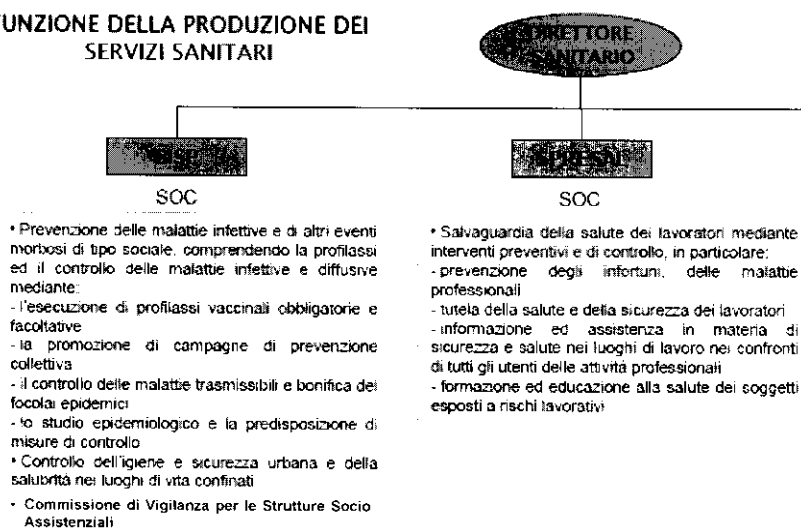 UNZIONE DELLA PRODUZIONE DEI
SERVIZI SANITARI
DIRETTORE
SANITARIO
SOC
• Prevenzione delle malattie infettive e di altri eventi
morbosi di tipo sociale, comprendendo la profilassi
ed il controllo delle malattie infettive e diffusive
mediante:
- l'esecuzione di profilassi vaccinali obbligatorie e
facoltative
- la promozione di campagne di prevenzione
collettiva
- il controllo delle malattie trasmissibili e bonifica dei
focolai epidemici
- lo studio epidemiologico e la predisposizione di
misure di controllo
• Controllo dell'igiene e sicurezza urbana e della
salubrità nei luoghi di vita confinati
- Commissione di Vigilanza per le Strutture Socio
Assistenziali
SPRESAL
SOC
• Salvaguardia della salute dei lavoratori mediante
interventi preventivi e di controllo, in particolare:
- prevenzione degli infortuni, delle malattie
professionali
- tutela della salute e della sicurezza dei lavoratori
- informazione ed assistenza in materia di
sicurezza e salute nei luoghi di lavoro nei confronti
di tutti gli utenti delle attività professionali
- formazione ed educazione alla salute dei soggetti
esposti a rischi lavorativi